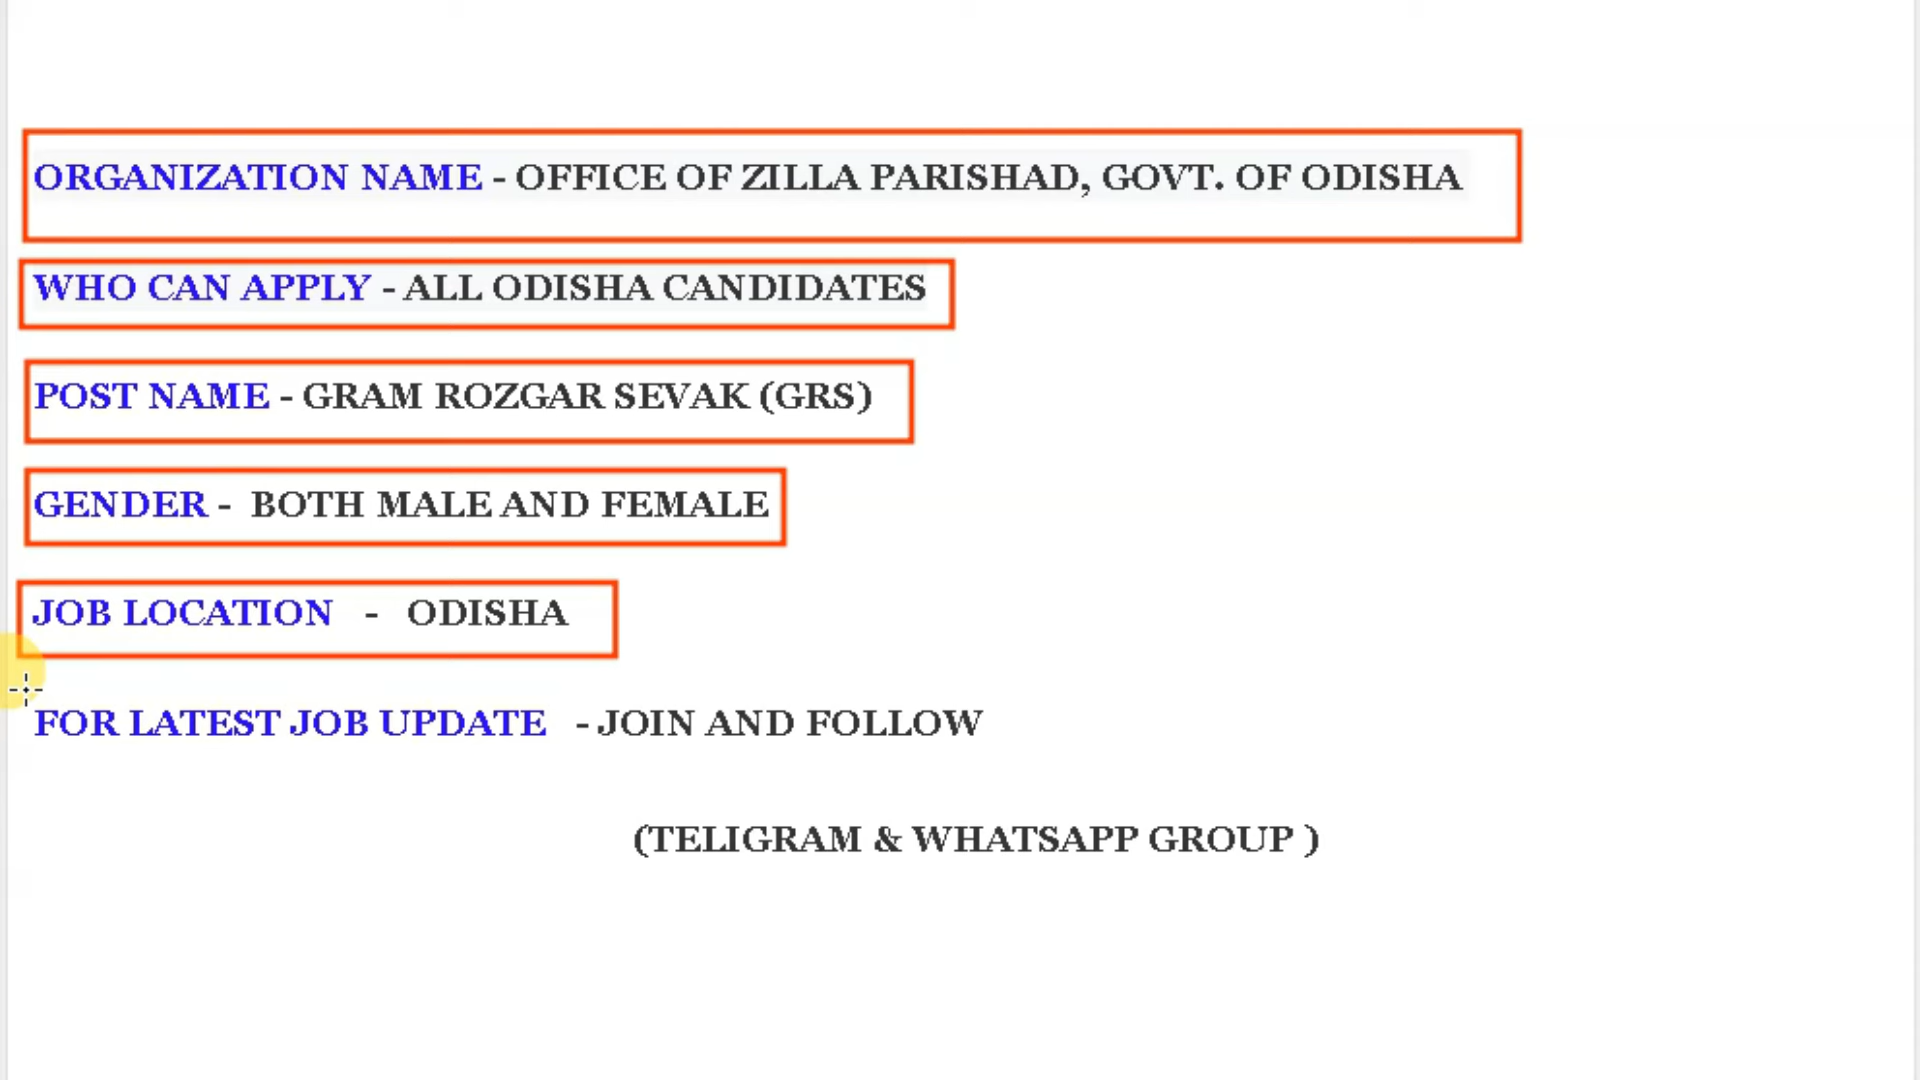 ORGANIZATION NAME - OFFICE OF ZILLA PARISHAD, GOVT. OF ODISHA
WHO CAN APPLY - ALL ODISHA CANDIDATES
POST NAME - GRAM ROZGAR SEVAK (GRS)
GENDER - BOTH MALE AND FEMALE
JOB LOCATION - ODISHA
FOR LATEST JOB UPDATE - JOIN AND FOLLOW
(TELIGRAM & WHATSAPP GROUP )